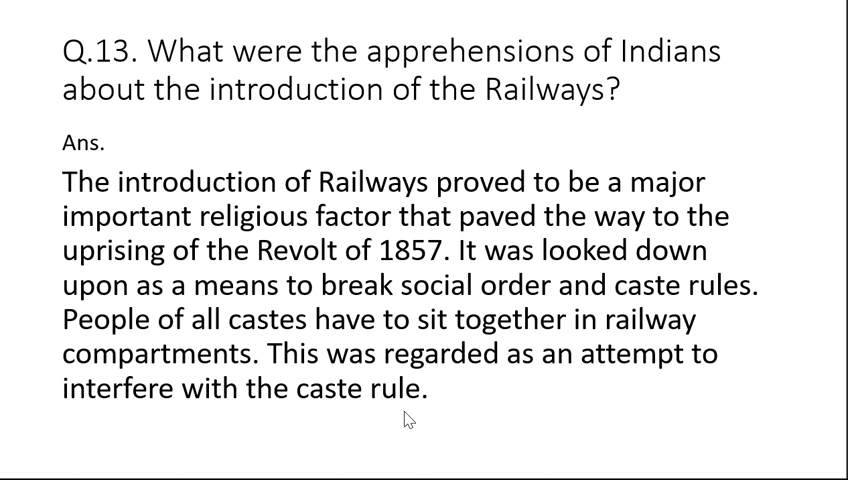 Q.13. What were the apprehensions of Indians
about the introduction of the Railways?
Ans.
The introduction of Railways proved to be a major
important religious factor that paved the way to the
uprising of the Revolt of 1857. It was looked down
upon as a means to break social order and caste rules.
People of all castes have to sit together in railway
compartments. This was regarded as an attempt to
interfere with the caste rule.